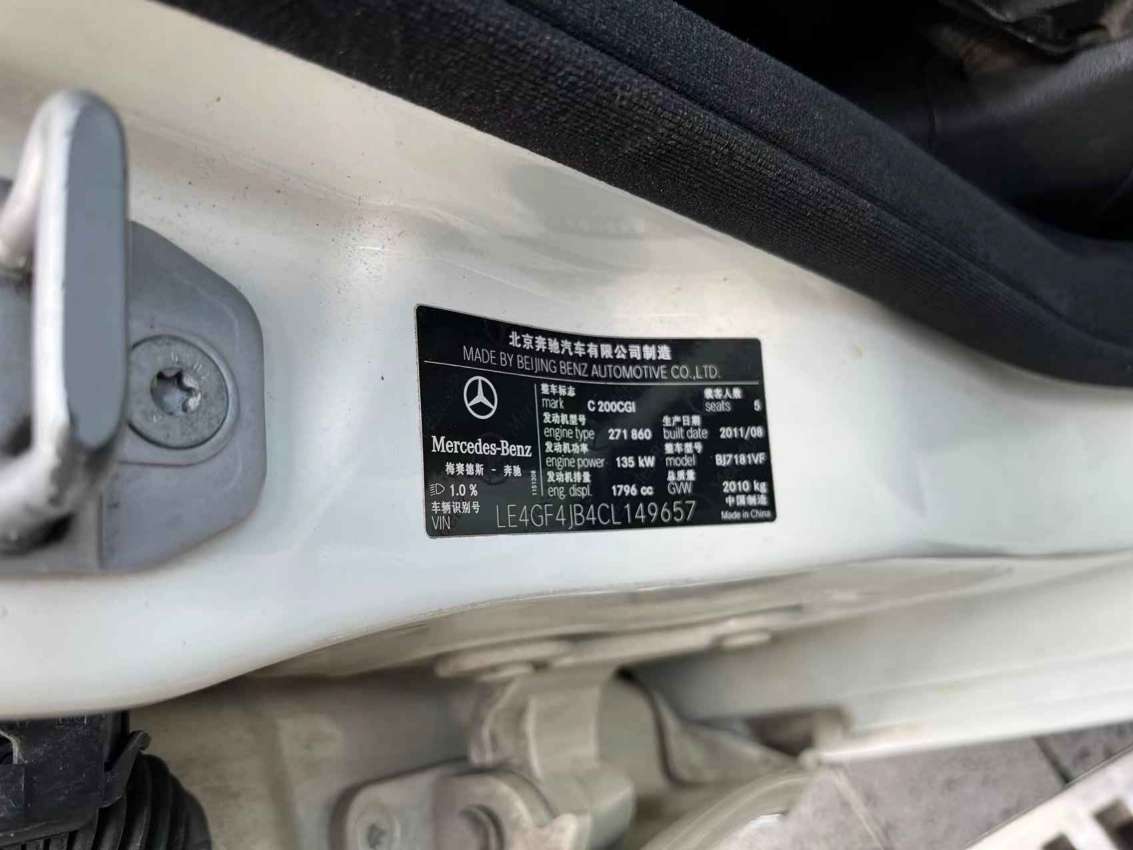 北京奔驰汽车有限公司制造
MADE BY BEIJING BENZ AUTOMOTIVE CO.,LTD.
整车标志 载客人数
mark C 200CGI seats 5
发动机型号 生产日期
engine type 271 860 built date 2011/08
发动机功率 整车型号
engine power 135 kW model BJ7181VF
发动机排量 总质量
eng. displ. 1796 cc GVW 2010 kg
中国制造
Made in China
Mercedes-Benz
梅赛德斯 - 奔驰
1.0 %
车辆识别号
VIN LE4GF4JB4CL149657